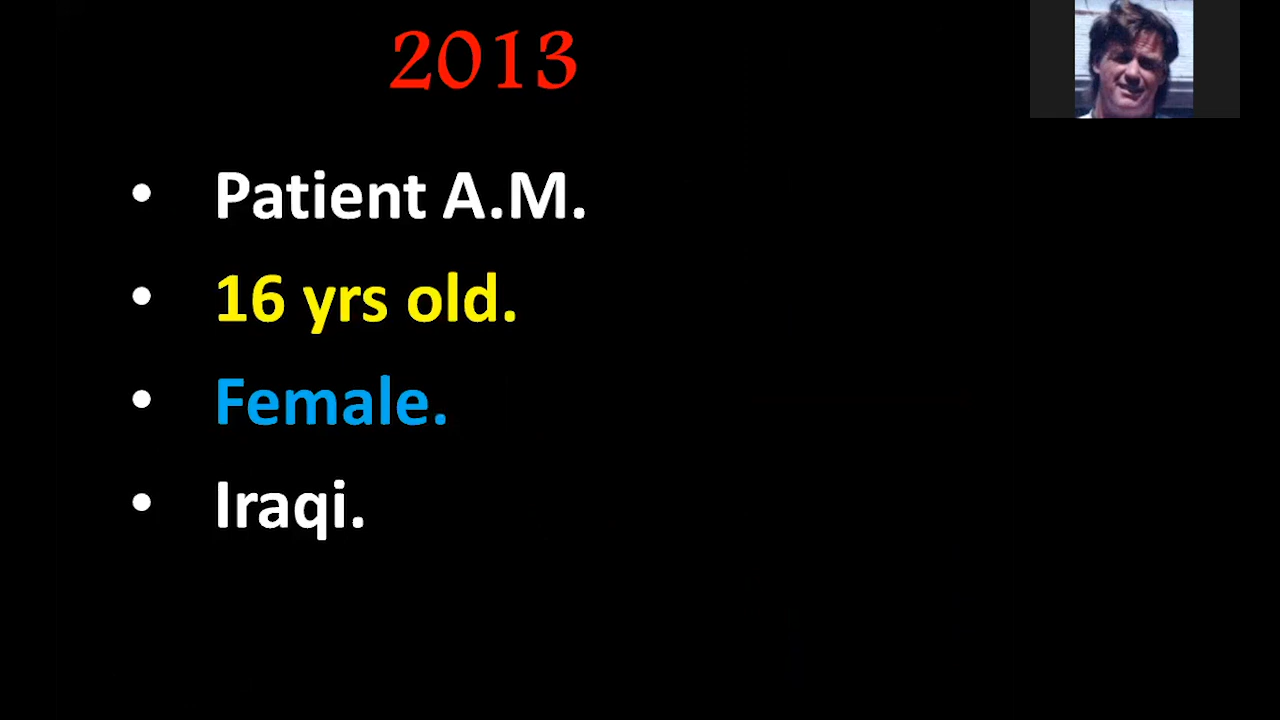 2013
• Patient A.M.
• 16 yrs old.
• Female.
• Iraqi.